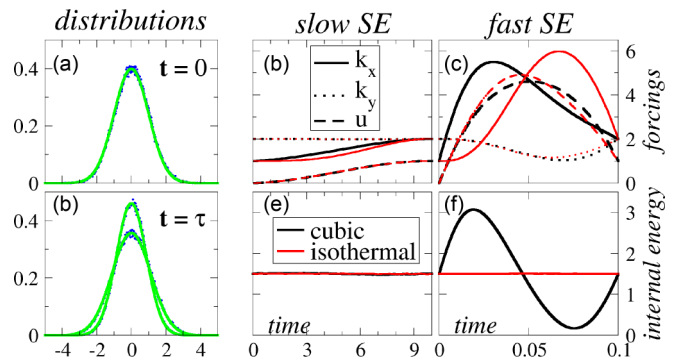 distributions
slow SE
fast SE
(a)
t = 0
0.4
0.2
0
(b)
k_x
k_y
u
(c)
6
4
2
0
forcings
(b)
t = τ
0.4
0.2
0
-4 -2 0 2 4
(e)
cubic
isothermal
time
0 3 6 9
(f)
3
2
1
0
internal energy
time
0 0.05 0.1